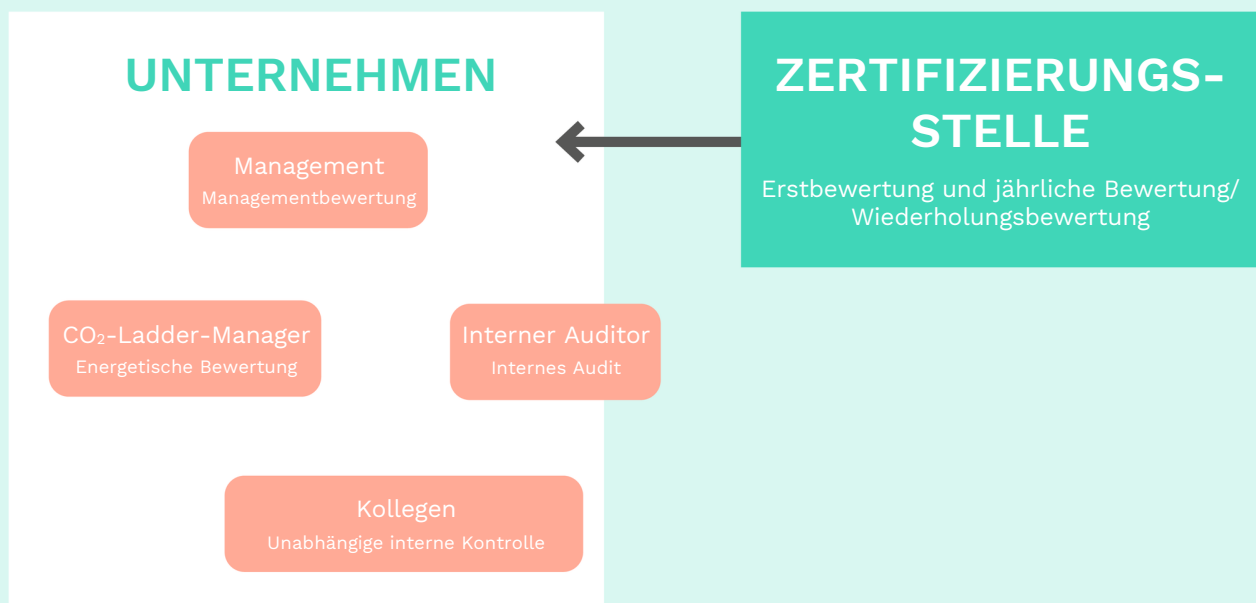 UNTERNEHMEN
Management
Managementbewertung
CO₂-Ladder-Manager
Energetische Bewertung
Interner Auditor
Internes Audit
Kollegen
Unabhängige interne Kontrolle
ZERTIFIZIERUNGS-
STELLE
Erstbewertung und jährliche Bewertung/
Wiederholungsbewertung